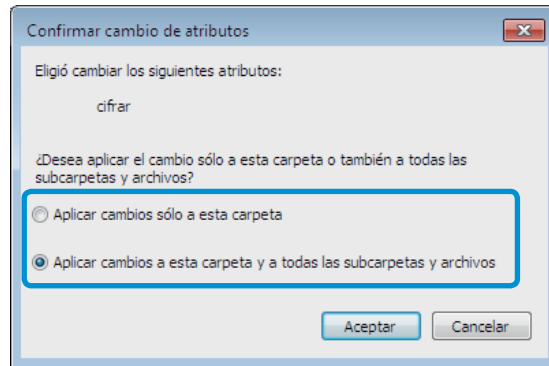 Confirmar cambio de atributos
Eligió cambiar los siguientes atributos:
cifrar
¿Desea aplicar el cambio sólo a esta carpeta o también a todas las
subcarpetas y archivos?
Aplicar cambios sólo a esta carpeta
Aplicar cambios a esta carpeta y a todas las subcarpetas y archivos
Aceptar
Cancelar